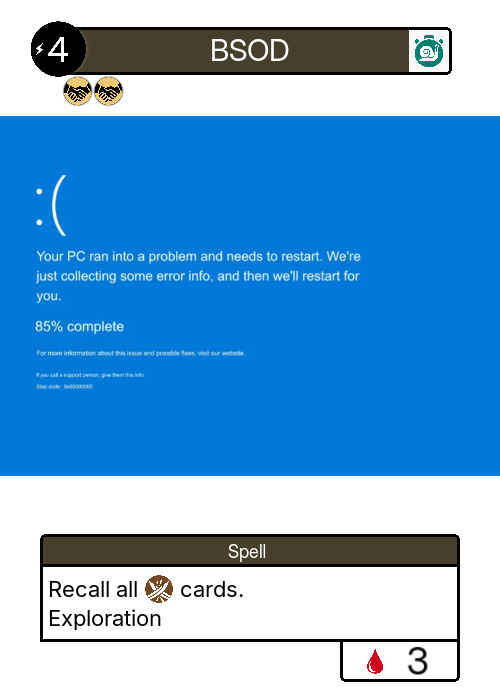 4
BSOD
:(
Your PC ran into a problem and needs to restart. We're
just collecting some error info, and then we'll restart for
you.
85% complete
For more information about this issue and possible fixes, visit our website.
If you call a support person, give them this info:
Stop code: 0x00000000
Spell
Recall all cards.
Exploration
3